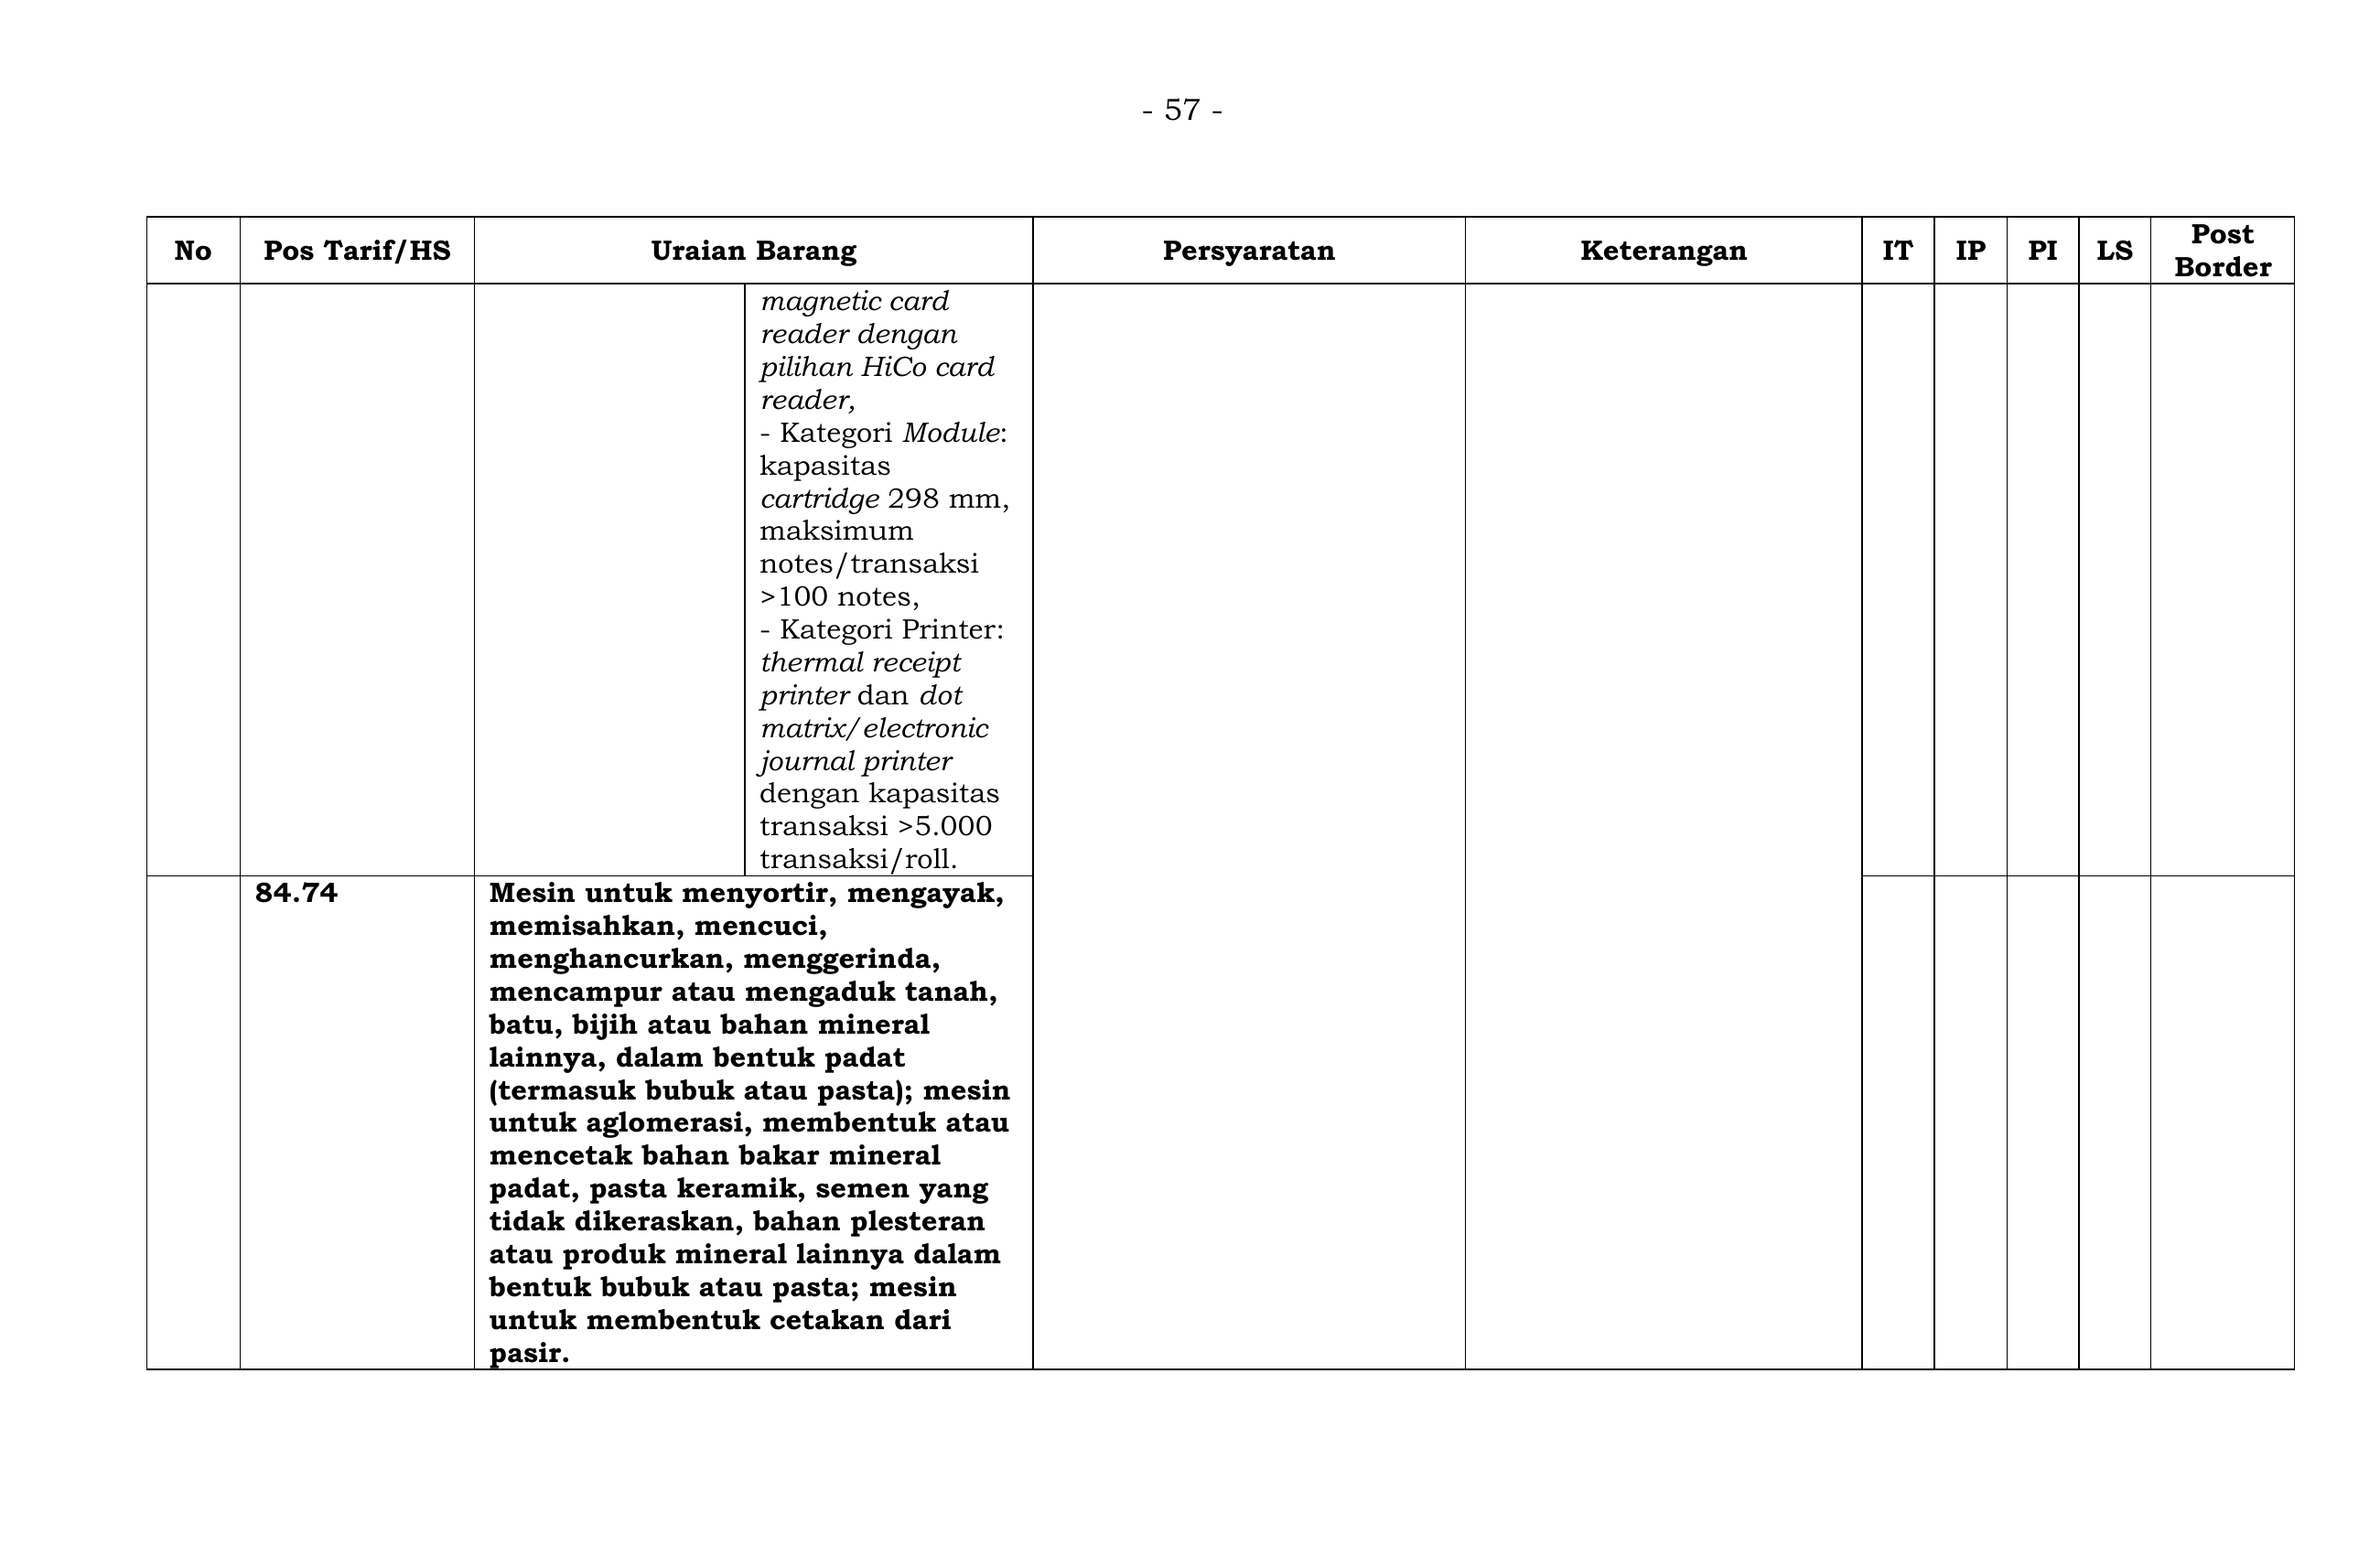 - 57 -
No Pos Tarif/HS Uraian Barang Persyaratan Keterangan IT IP PI LS Post Border
magnetic card
reader dengan
pilihan HiCo card
reader,
- Kategori Module:
kapasitas
cartridge 298 mm,
maksimum
notes/transaksi
>100 notes,
- Kategori Printer:
thermal receipt
printer dan dot
matrix/electronic
journal printer
dengan kapasitas
transaksi >5.000
transaksi/roll.
84.74 Mesin untuk menyortir, mengayak,
memisahkan, mencuci,
menghancurkan, menggerinda,
mencampur atau mengaduk tanah,
batu, bijih atau bahan mineral
lainnya, dalam bentuk padat
(termasuk bubuk atau pasta); mesin
untuk aglomerasi, membentuk atau
mencetak bahan bakar mineral
padat, pasta keramik, semen yang
tidak dikeraskan, bahan plesteran
atau produk mineral lainnya dalam
bentuk bubuk atau pasta; mesin
untuk membentuk cetakan dari
pasir.